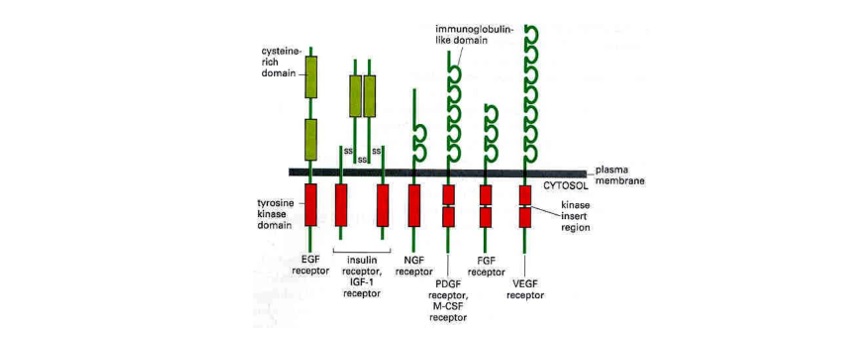 immunoglobulin-
like domain
cysteine-
rich
domain
ss
ss
ss
plasma
membrane
CYTOSOL
tyrosine
kinase
domain
kinase
insert
region
EGF
receptor
insulin
receptor,
IGF-1
receptor
NGF
receptor
PDGF
receptor,
M-CSF
receptor
FGF
receptor
VEGF
receptor